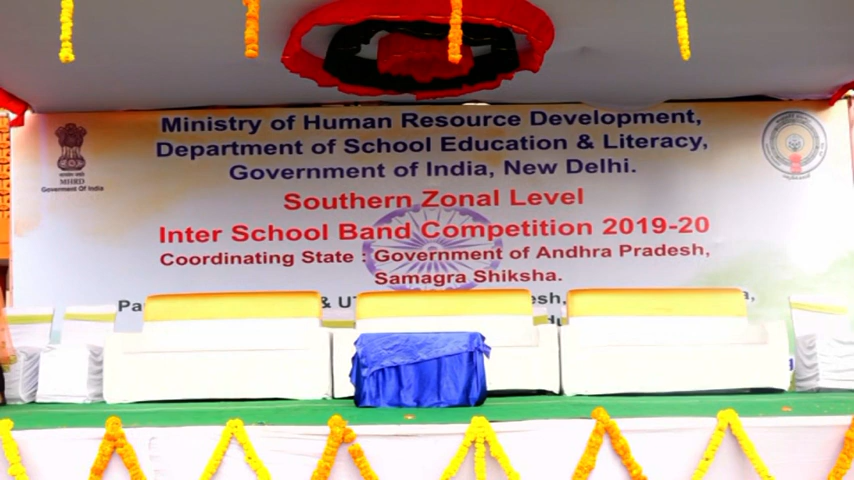 Ministry of Human Resource Development,
Department of School Education & Literacy,
Government of India, New Delhi.
MHRD
Government Of India
Southern Zonal Level
Inter School Band Competition 2019-20
Coordinating State : Government of Andhra Pradesh,
Samagra Shiksha.